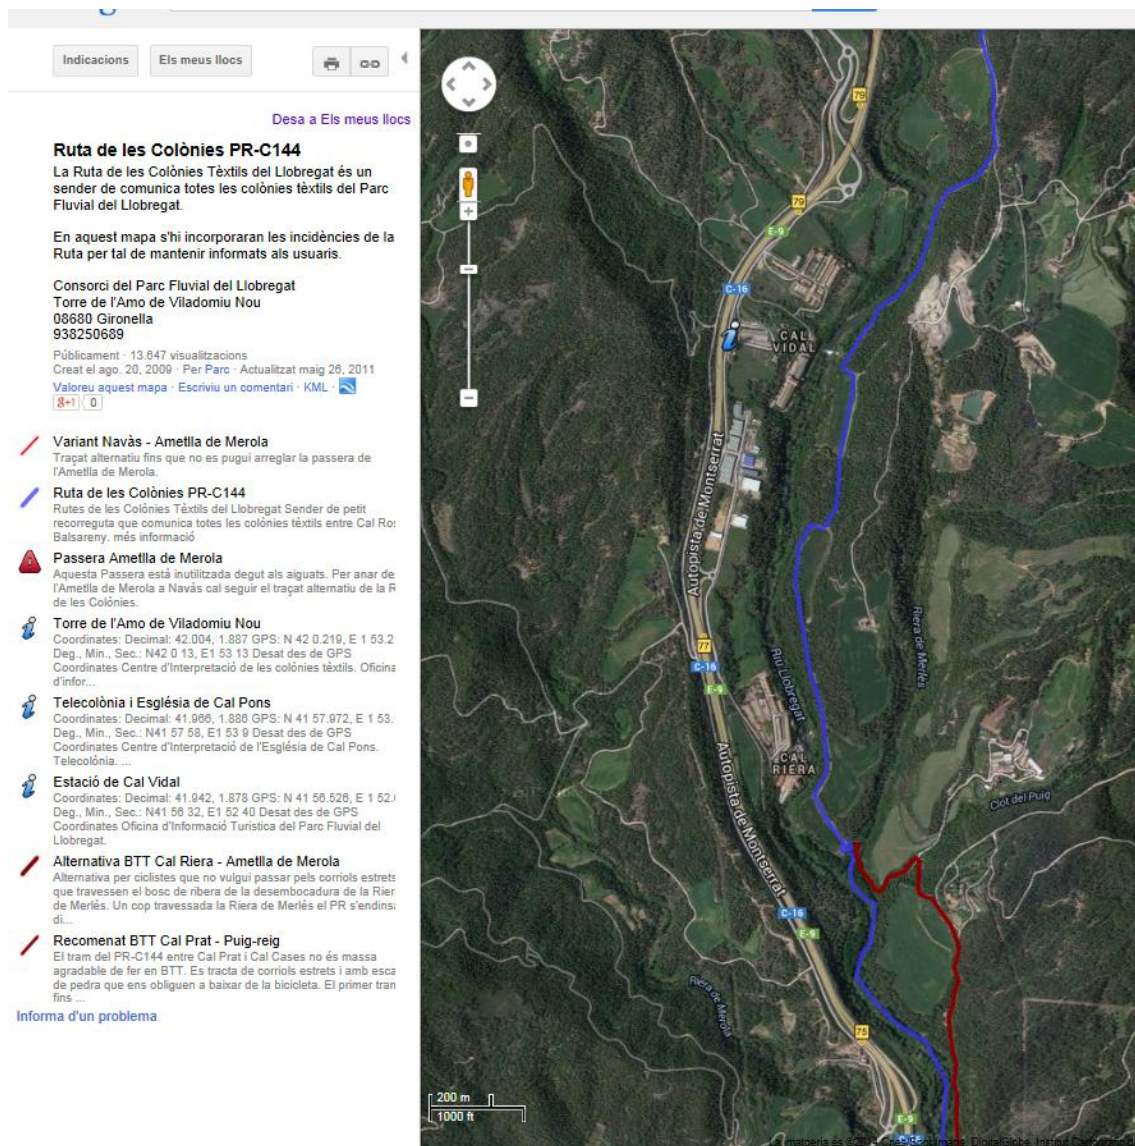 Indicacions
Els meus llocs
Desa a Els meus llocs
Ruta de les Colònies PR-C144
La Ruta de les Colònies Tèxtils del Llobregat és un
sender de comunica totes les colònies tèxtils del Parc
Fluvial del Llobregat.
En aquest mapa s'hi incorporaran les incidències de la
Ruta per tal de mantenir informats als usuaris.
Consorci del Parc Fluvial del Llobregat
Torre de l'Amo de Viladomiu Nou
08680 Gironella
938250689
Públicament · 13.647 visualitzacions
Creat el ago. 20, 2009 · Per Parc · Actualitzat maig 26, 2011
Valoreu aquest mapa · Escriviu un comentari · KML ·
g+1 0
Variant Navàs - Ametlla de Merola
Traçat alternatiu fins que no es pugui arreglar la passera de
l'Ametlla de Merola.
Ruta de les Colònies PR-C144
Rutes de les Colònies Tèxtils del Llobregat Sender de petit
recorreguta que comunica totes les colònies tèxtils entre Cal Ros
Balsareny. més informació
Passera Ametlla de Merola
Aquesta Passera está inutilitzada degut als aiguats. Per anar de
l'Ametlla de Merola a Navàs cal seguir el traçat alternatiu de la R
de les Colònies.
Torre de l'Amo de Viladomiu Nou
Coordinates: Decimal: 42.004, 1.887 GPS: N 42 0.219, E 1 53.2
Deg., Min., Sec.: N42 0 13, E1 53 13 Desat des de GPS
Coordinates Centre d'Interpretació de les colònies tèxtils. Oficina
d'infor...
Telecolònia i Església de Cal Pons
Coordinates: Decimal: 41.966, 1.886 GPS: N 41 57.972, E 1 53.
Deg., Min., Sec.: N41 57 58, E1 53 9 Desat des de GPS
Coordinates Centre d'Interpretació de l'Església de Cal Pons.
Telecolònia. ...
Estació de Cal Vidal
Coordinates: Decimal: 41.942, 1.878 GPS: N 41 56.526, E 1 52.
Deg., Min., Sec.: N41 56 32, E1 52 40 Desat des de GPS
Coordinates Oficina d'Informació Turistica del Parc Fluvial del
Llobregat.
Alternativa BTT Cal Riera - Ametlla de Merola
Alternativa per ciclistes que no vulgui passar pels corriols estrets
que travessen el bosc de ribera de la desembocadura de la Rier
de Merlès. Un cop travessada la Riera de Merlès el PR s'endinsa
di...
Recomenat BTT Cal Prat - Puig-reig
El tram del PR-C144 entre Cal Prat i Cal Cases no és massa
agradable de fer en BTT. Es tracta de corriols estrets i amb esca
de pedra que ens obliguen a baixar de la bicicleta. El primer tran
fins ...
Informa d'un problema
79
79
E-9
C-16
CAL
VIDAL
Autopista de Montserrat
77
C-16
E-9
Riu Llobregat
Riera de Merlès
CAL
RIERA
Clot del Puig
Autopista de Montserrat
C-16
E-9
Riera de Merola
75
E-9
C-16
200 m
1000 ft